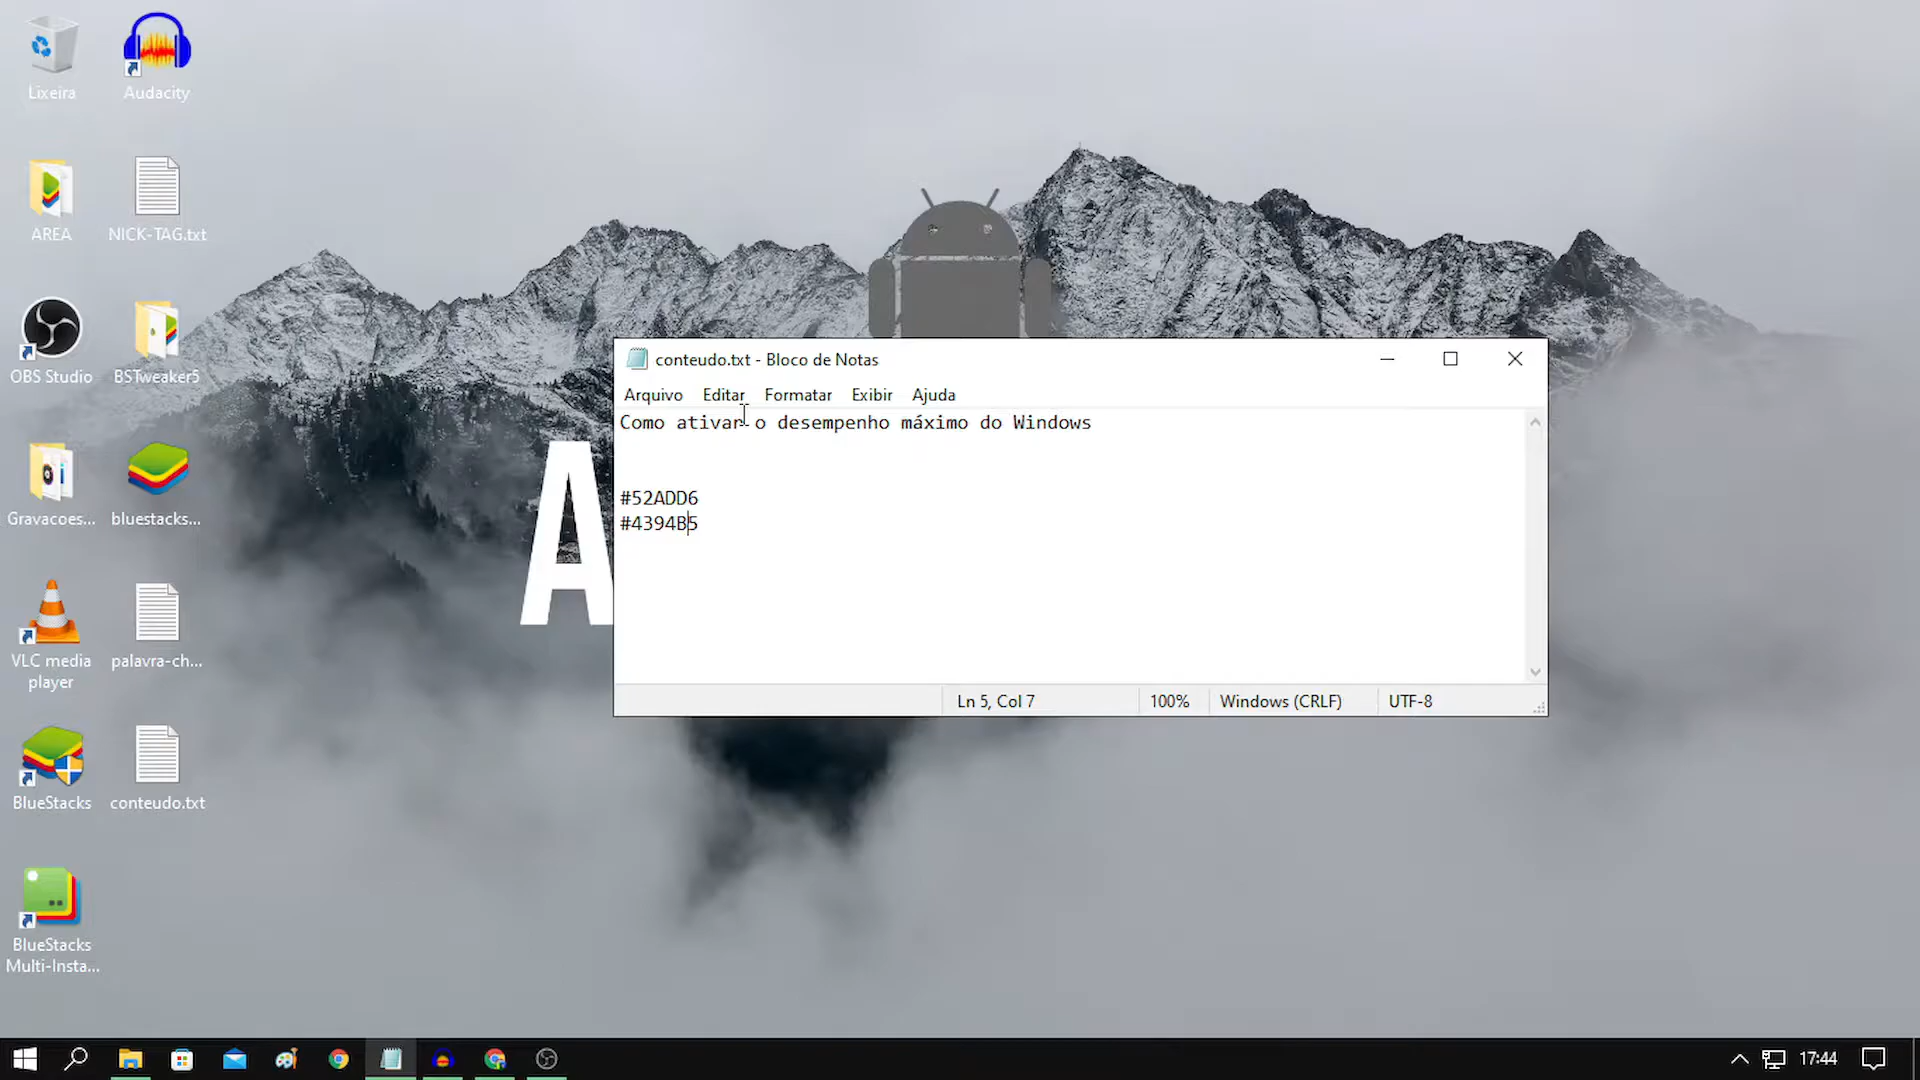 Lixeira
Audacity
AREA
NICK-TAG.txt
OBS Studio
BSTweaker5
Gravacoes...
bluestacks...
VLC media
player
palavra-ch...
BlueStacks
conteudo.txt
BlueStacks
Multi-Insta...
A
conteudo.txt - Bloco de Notas
Arquivo Editar Formatar Exibir Ajuda
Como ativar o desempenho máximo do Windows
#52ADD6
#4394B5
Ln 5, Col 7 100% Windows (CRLF) UTF-8
17:44